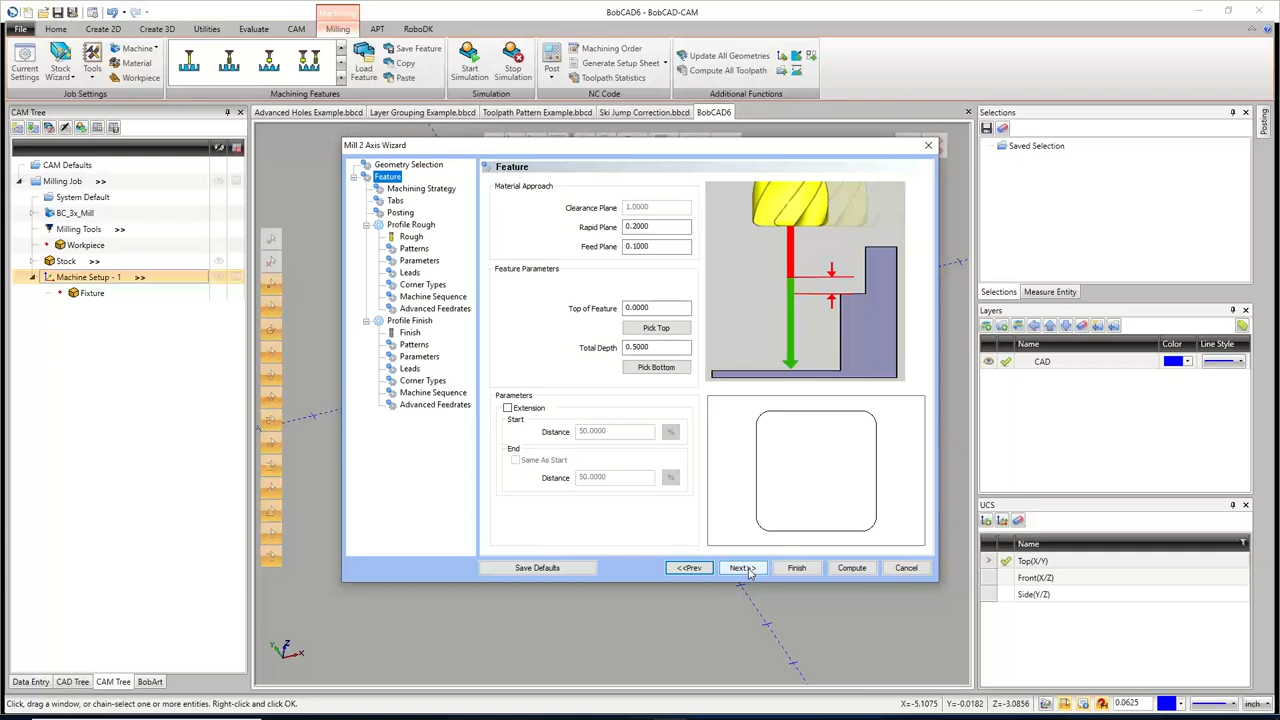 BobCAD6 - BobCAD-CAM
Machining
File Home Create 2D Create 3D Utilities Evaluate CAM Milling APT RoboDK
Current Settings
Stock Wizard
Tools
Machine
Material
Workpiece
Load Feature
Save Feature
Copy
Paste
Start Simulation
Stop Simulation
Post
Machining Order
Generate Setup Sheet
Toolpath Statistics
Update All Geometries
Compute All Toolpath
Job Settings
Machining Features
Simulation
NC Code
Additional Functions
CAM Tree
Advanced Holes Example.bbcd Layer Grouping Example.bbcd Toolpath Pattern Example.bbcd Ski Jump Correction.bbcd BobCAD6
CAM Defaults
Milling Job >>
System Default
BC_3x_Mill
Milling Tools >>
Workpiece
Stock >>
Machine Setup - 1 >>
Fixture
Data Entry CAD Tree CAM Tree BobArt
Mill 2 Axis Wizard
Geometry Selection
Feature
Machining Strategy
Tabs
Posting
Profile Rough
Rough
Patterns
Parameters
Leads
Corner Types
Machine Sequence
Advanced Feedrates
Profile Finish
Finish
Patterns
Parameters
Leads
Corner Types
Machine Sequence
Advanced Feedrates
Feature
Material Approach
Clearance Plane 1.0000
Rapid Plane 0.2000
Feed Plane 0.1000
Feature Parameters
Top of Feature 0.0000
Pick Top
Total Depth 0.5000
Pick Bottom
Parameters
Extension
Start
Distance 50.0000 %
End
Same As Start
Distance 50.0000 %
Save Defaults <<Prev Next>> Finish Compute Cancel
Y Z X
Selections
Posting
Saved Selection
Selections Measure Entity
Layers
Name Color Line Style
CAD
UCS
Name
> Top(X/Y)
Front(X/Z)
Side(Y/Z)
Click, drag a window, or chain-select one or more entities. Right-click and click OK.
X=-5.1075 Y=-0.0182 Z=-3.0856 0.0625 inch